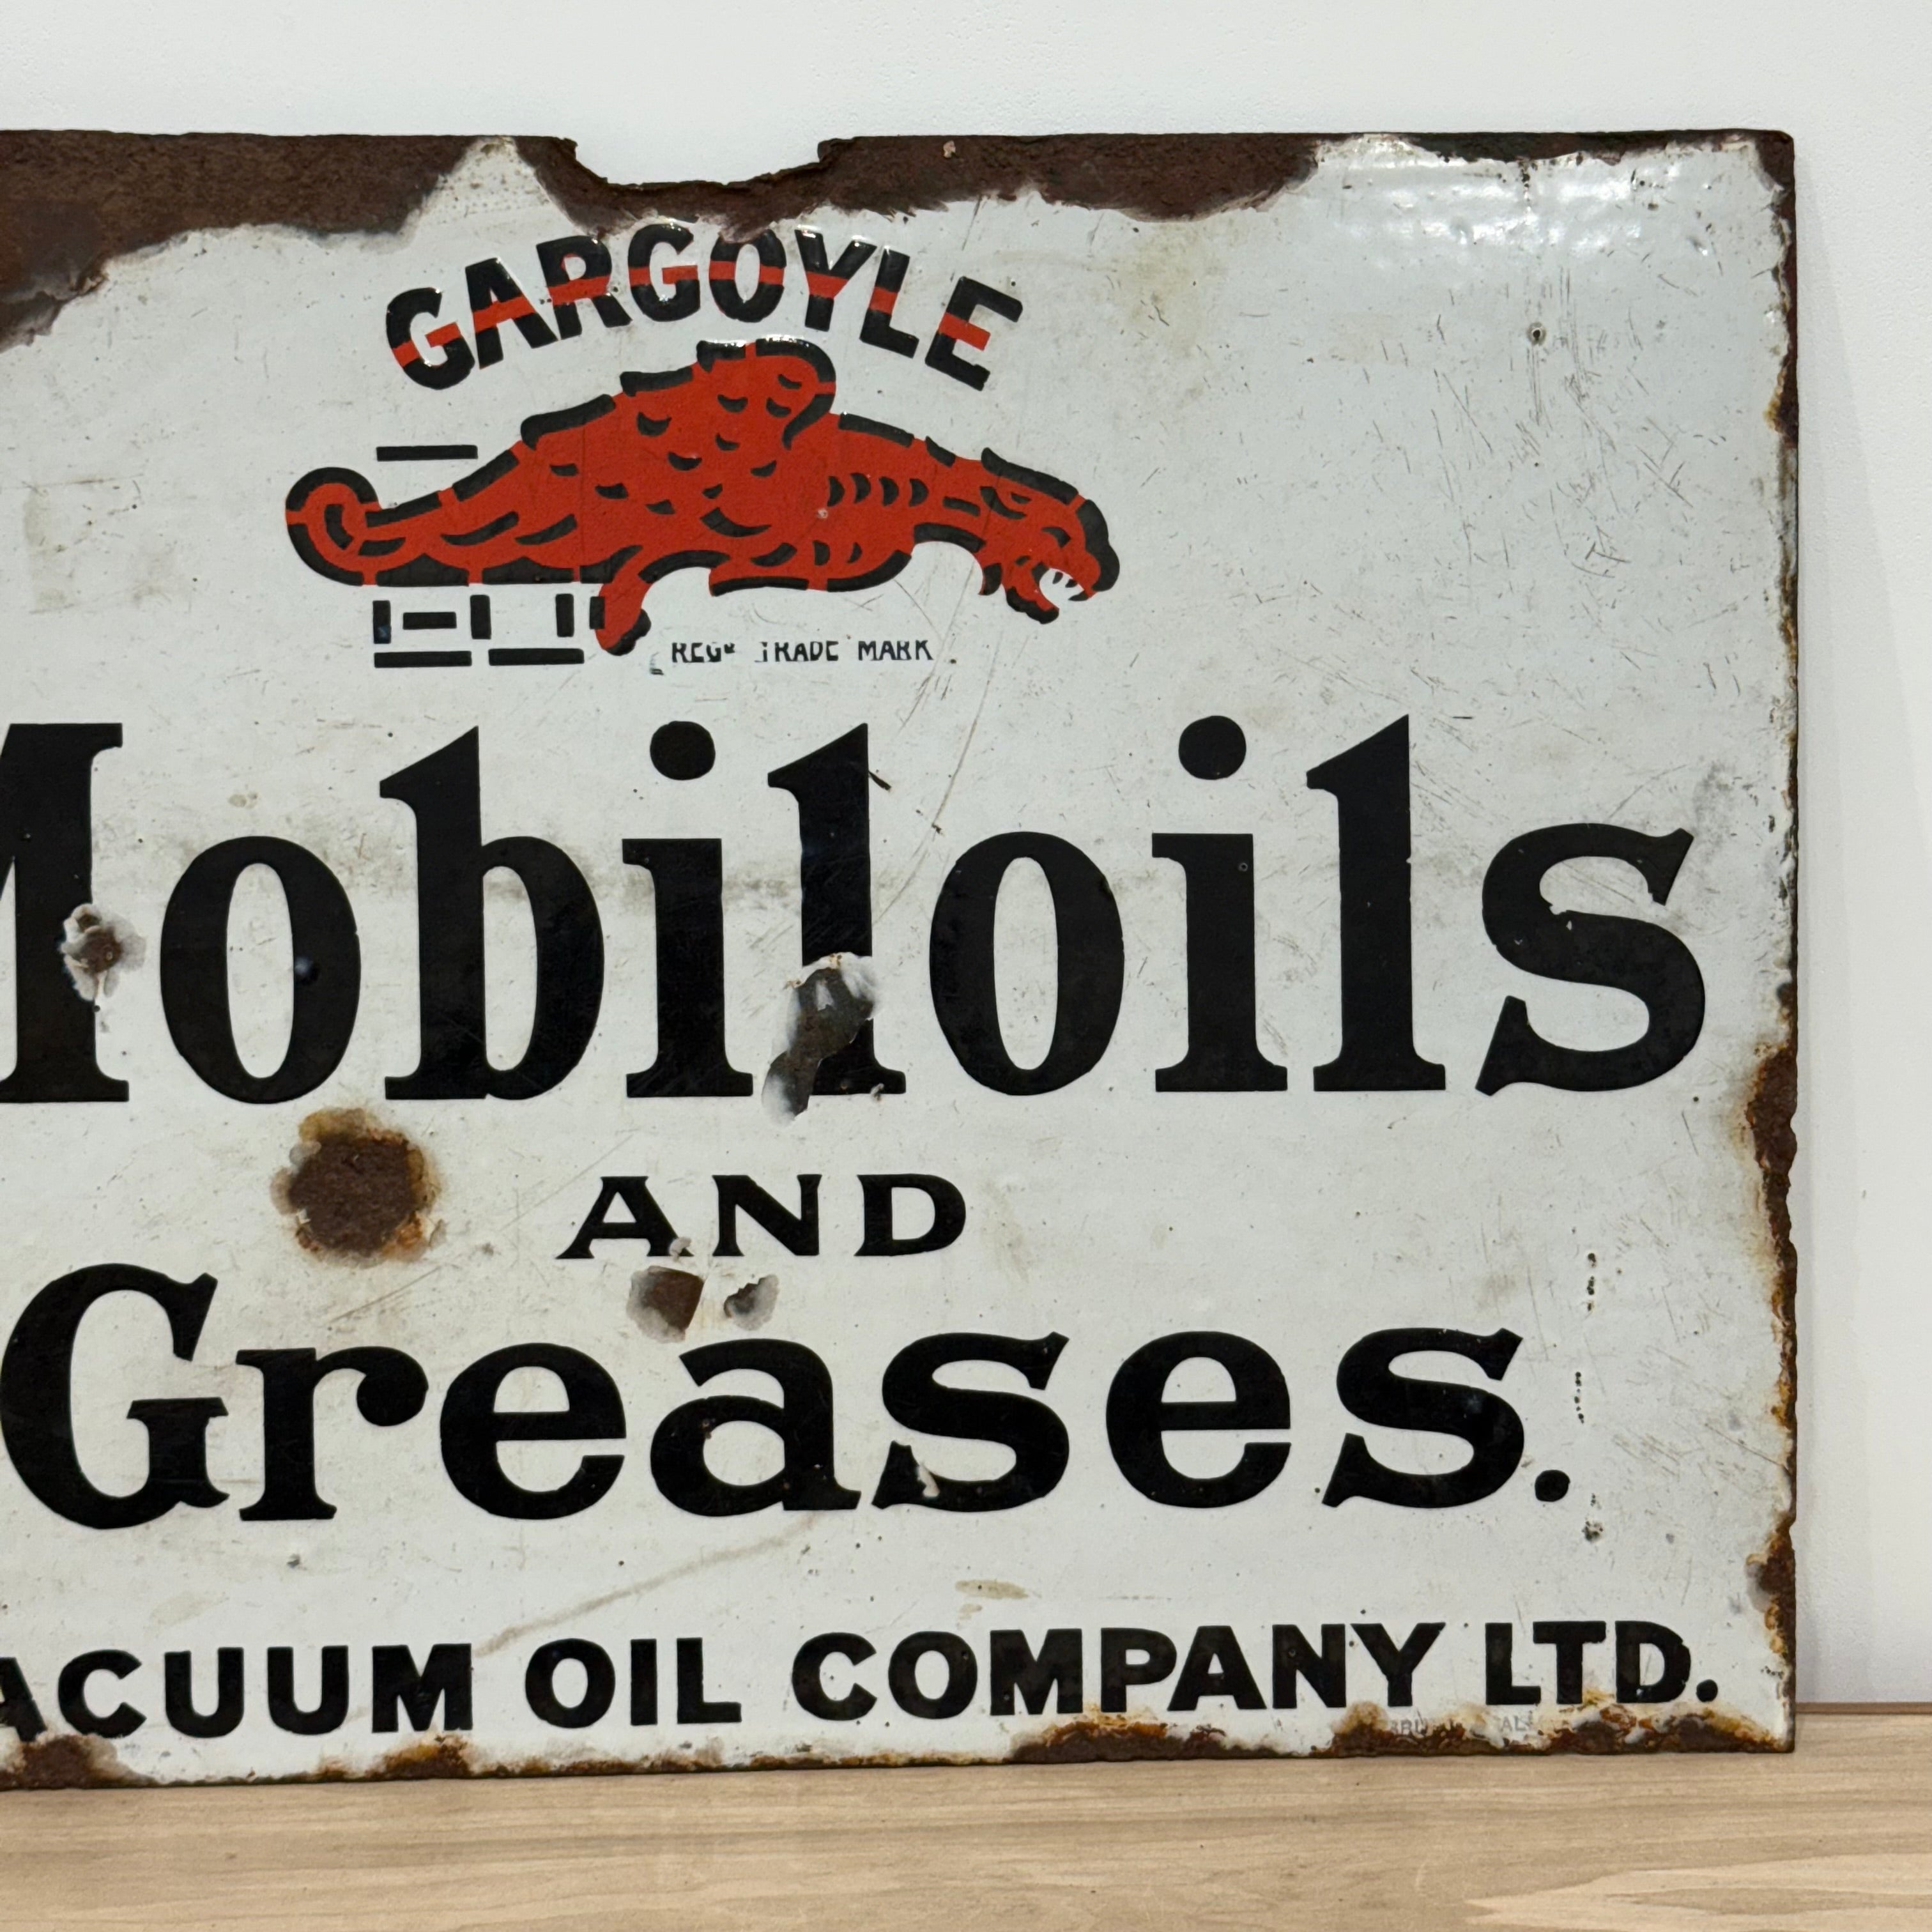 GARGOYLE
REGD TRADE MARK
Mobiloils
AND
Greases.
ACUUM OIL COMPANY LTD.